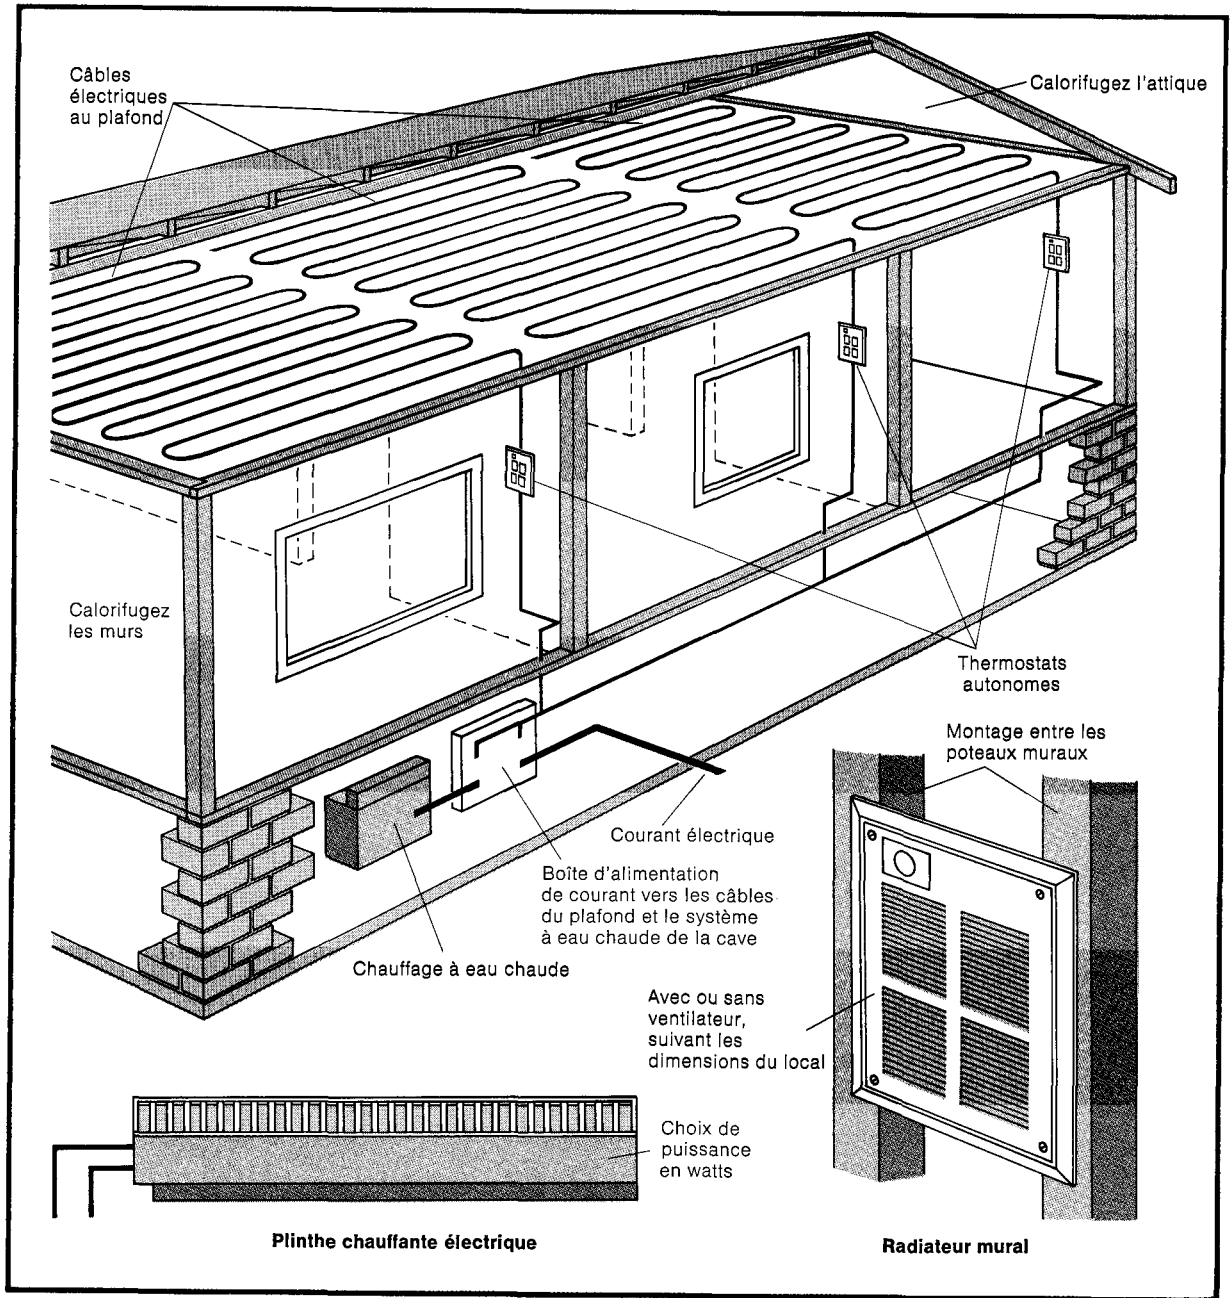 Câbles
électriques
au plafond
Calorifugez l'attique
Calorifugez
les murs
Thermostats
autonomes
Montage entre les
poteaux muraux
Courant électrique
Boîte d'alimentation
de courant vers les câbles
du plafond et le système
à eau chaude de la cave
Chauffage à eau chaude
Avec ou sans
ventilateur,
suivant les
dimensions du local
Choix de
puissance
en watts
Plinthe chauffante électrique
Radiateur mural